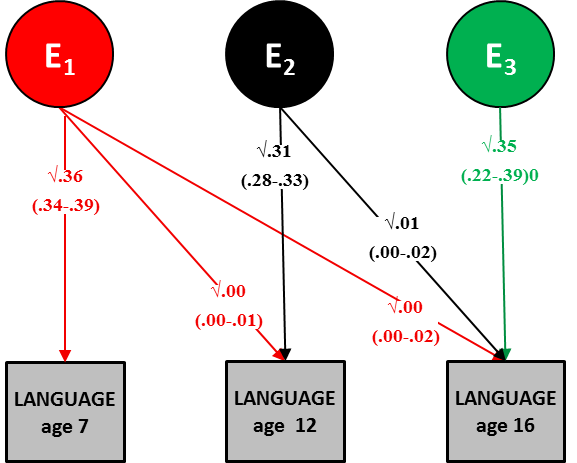 E1
E2
E3
√.36
(.34-.39)
√.31
(.28-.33)
√.35
(.22-.39)0
√.01
(.00-.02)
√.00
(.00-.01)
√.00
(.00-.02)
LANGUAGE
age 7
LANGUAGE
age 12
LANGUAGE
age 16